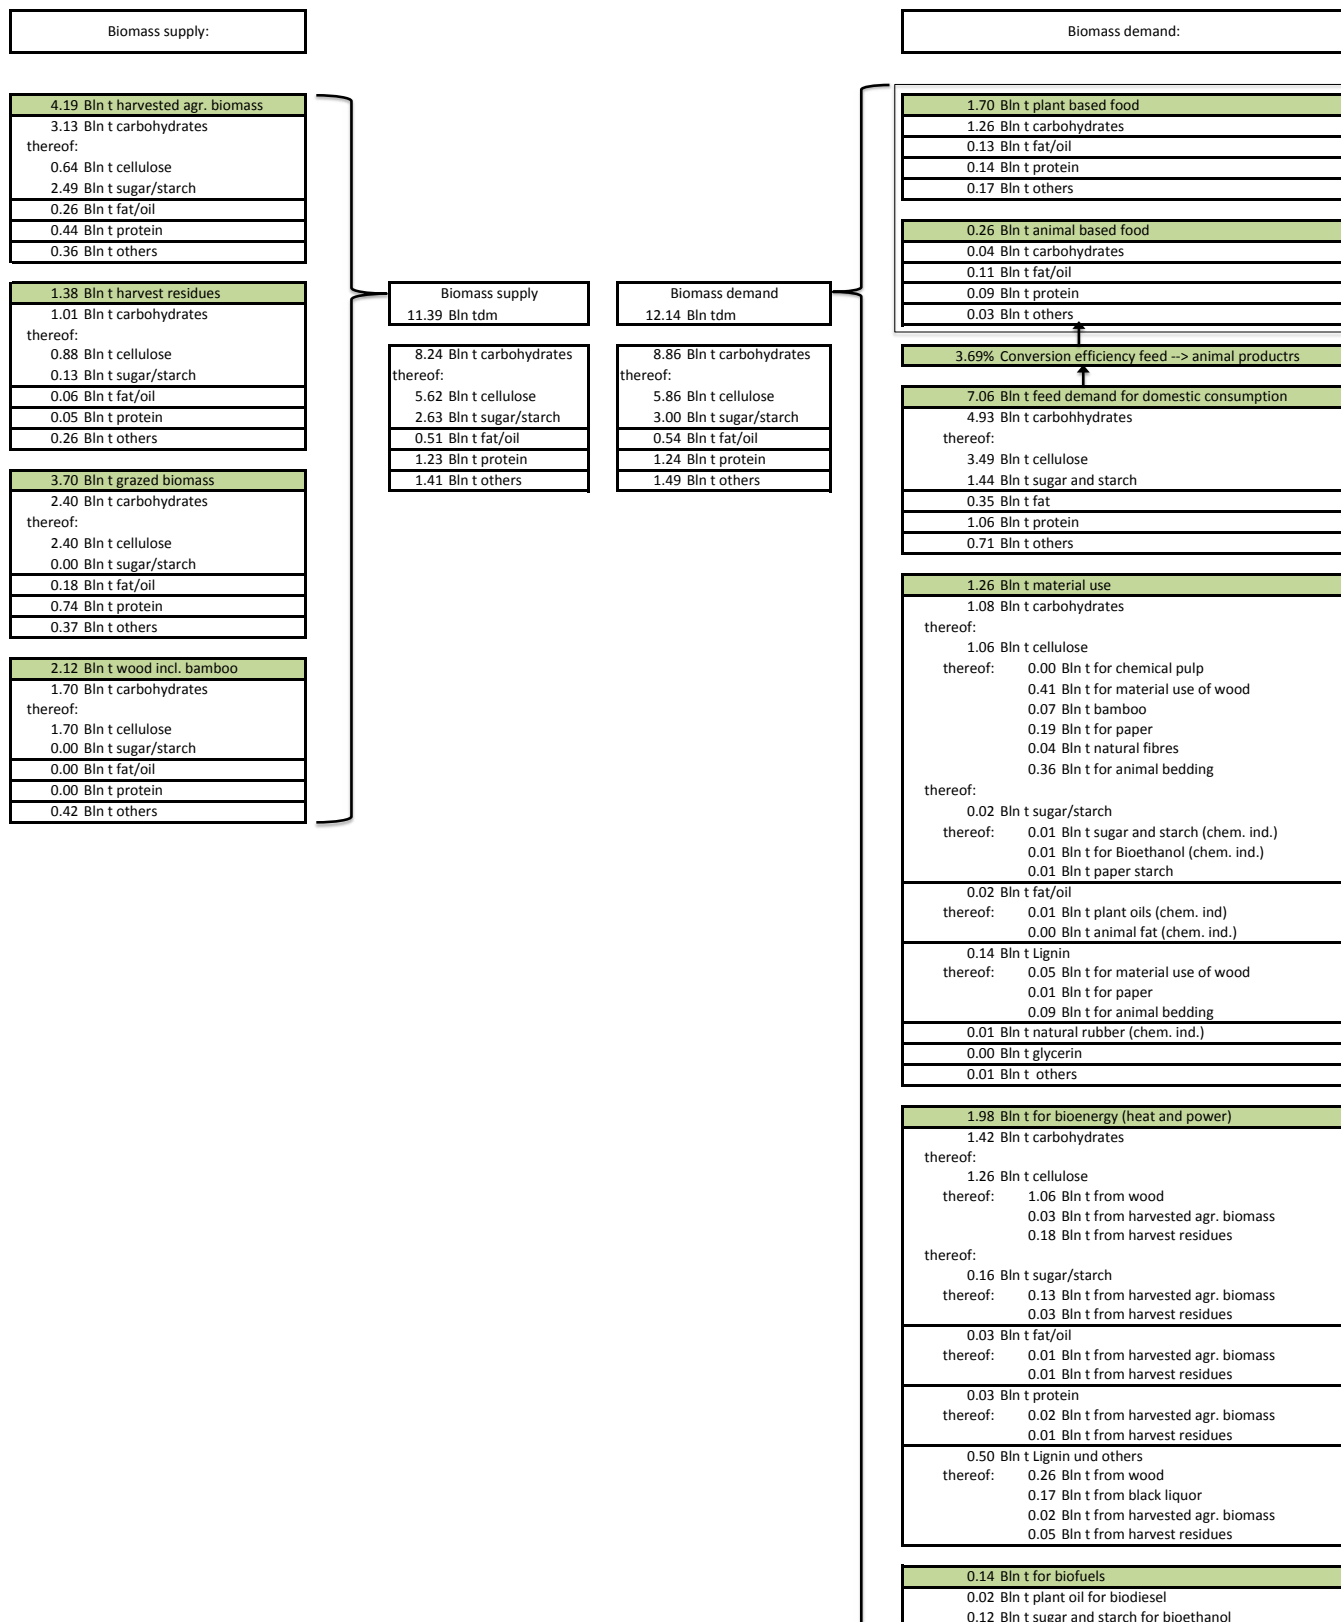 Biomass supply:
4.19 Bln t harvested agr. biomass
3.13 Bln t carbohydrates
thereof:
0.64 Bln t cellulose
2.49 Bln t sugar/starch
0.26 Bln t fat/oil
0.44 Bln t protein
0.36 Bln t others
1.38 Bln t harvest residues
1.01 Bln t carbohydrates
thereof:
0.88 Bln t cellulose
0.13 Bln t sugar/starch
0.06 Bln t fat/oil
0.05 Bln t protein
0.26 Bln t others
3.70 Bln t grazed biomass
2.40 Bln t carbohydrates
thereof:
2.40 Bln t cellulose
0.00 Bln t sugar/starch
0.18 Bln t fat/oil
0.74 Bln t protein
0.37 Bln t others
2.12 Bln t wood incl. bamboo
1.70 Bln t carbohydrates
thereof:
1.70 Bln t cellulose
0.00 Bln t sugar/starch
0.00 Bln t fat/oil
0.00 Bln t protein
0.42 Bln t others
Biomass supply
11.39 Bln tdm
8.24 Bln t carbohydrates
thereof:
5.62 Bln t cellulose
2.63 Bln t sugar/starch
0.51 Bln t fat/oil
1.23 Bln t protein
1.41 Bln t others
Biomass demand
12.14 Bln tdm
8.86 Bln t carbohydrates
thereof:
5.86 Bln t cellulose
3.00 Bln t sugar/starch
0.54 Bln t fat/oil
1.24 Bln t protein
1.49 Bln t others
Biomass demand:
1.70 Bln t plant based food
1.26 Bln t carbohydrates
0.13 Bln t fat/oil
0.14 Bln t protein
0.17 Bln t others
0.26 Bln t animal based food
0.04 Bln t carbohydrates
0.11 Bln t fat/oil
0.09 Bln t protein
0.03 Bln t others
3.69% Conversion efficiency feed --> animal productrs
7.06 Bln t feed demand for domestic consumption
4.93 Bln t carbohhydrates
thereof:
3.49 Bln t cellulose
1.44 Bln t sugar and starch
0.35 Bln t fat
1.06 Bln t protein
0.71 Bln t others
1.26 Bln t material use
1.08 Bln t carbohydrates
thereof:
1.06 Bln t cellulose
thereof: 0.00 Bln t for chemical pulp
0.41 Bln t for material use of wood
0.07 Bln t bamboo
0.19 Bln t for paper
0.04 Bln t natural fibres
0.36 Bln t for animal bedding
thereof:
0.02 Bln t sugar/starch
thereof: 0.01 Bln t sugar and starch (chem. ind.)
0.01 Bln t for Bioethanol (chem. ind.)
0.01 Bln t paper starch
0.02 Bln t fat/oil
thereof: 0.01 Bln t plant oils (chem. ind)
0.00 Bln t animal fat (chem. ind.)
0.14 Bln t Lignin
thereof: 0.05 Bln t for material use of wood
0.01 Bln t for paper
0.09 Bln t for animal bedding
0.01 Bln t natural rubber (chem. ind.)
0.00 Bln t glycerin
0.01 Bln t others
1.98 Bln t for bioenergy (heat and power)
1.42 Bln t carbohydrates
thereof:
1.26 Bln t cellulose
thereof: 1.06 Bln t from wood
0.03 Bln t from harvested agr. biomass
0.18 Bln t from harvest residues
thereof:
0.16 Bln t sugar/starch
thereof: 0.13 Bln t from harvested agr. biomass
0.03 Bln t from harvest residues
0.03 Bln t fat/oil
thereof: 0.01 Bln t from harvested agr. biomass
0.01 Bln t from harvest residues
0.03 Bln t protein
thereof: 0.02 Bln t from harvested agr. biomass
0.01 Bln t from harvest residues
0.50 Bln t Lignin und others
thereof: 0.26 Bln t from wood
0.17 Bln t from black liquor
0.02 Bln t from harvested agr. biomass
0.05 Bln t from harvest residues
0.14 Bln t for biofuels
0.02 Bln t plant oil for biodiesel
0.12 Bln t sugar and starch for bioethanol